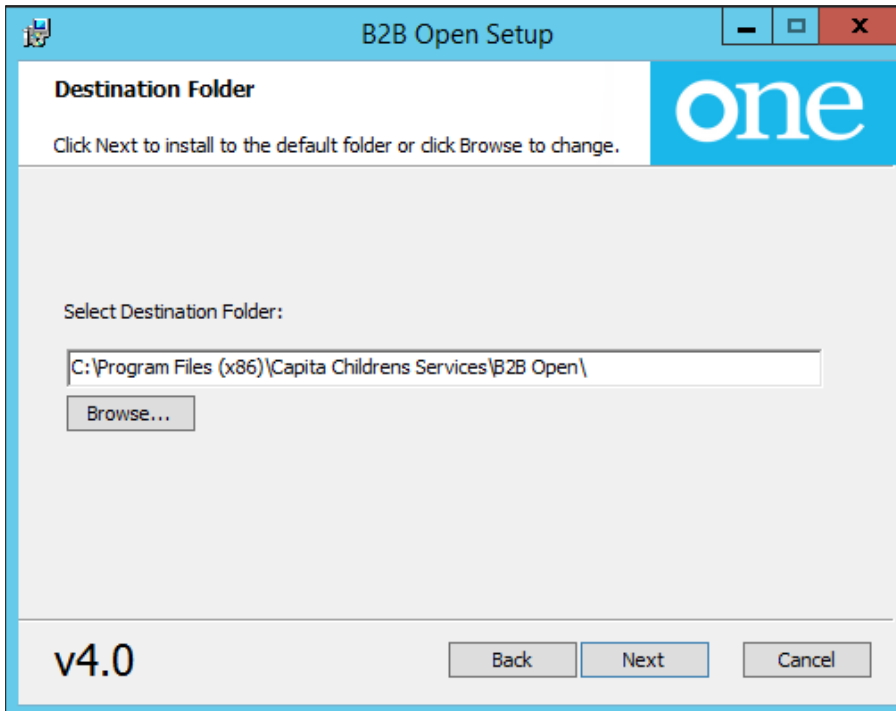 B2B Open Setup
Destination Folder
one
Click Next to install to the default folder or click Browse to change.
Select Destination Folder:
C:\Program Files (x86)\Capita Childrens Services\B2B Open\
Browse...
v4.0
Back
Next
Cancel